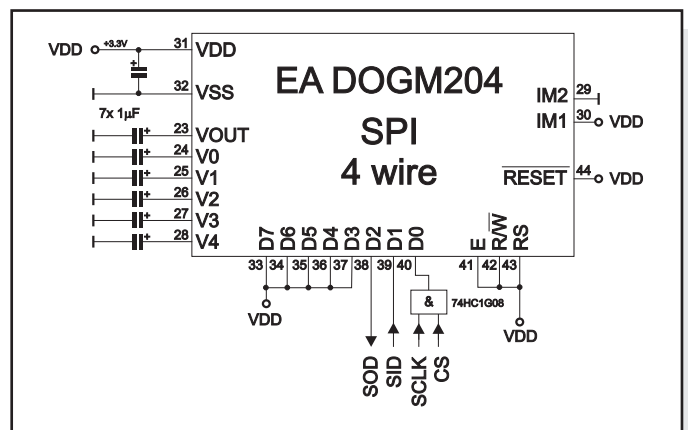 VDD +3.3V 31 VDD
EA DOGM204
SPI
4 wire
32 VSS
7x 1µF
23 VOUT
24 V0
25 V1
26 V2
27 V3
28 V4
IM2 29
IM1 30 VDD
RESET 44 VDD
D7 D6 D5 D4 D3 D2 D1 D0 E R/W RS
33 34 35 36 37 38 39 40 41 42 43
& 74HC1G08
VDD
VDD
SOD SID SCLK CS